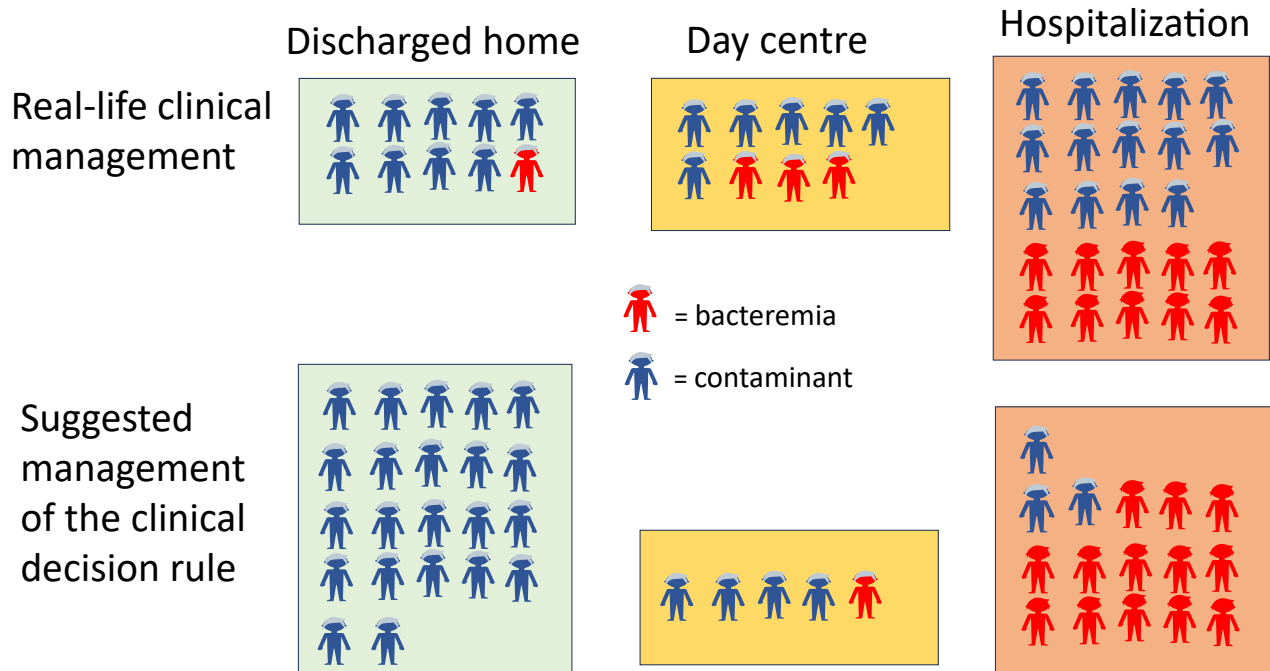 Discharged home
Day centre
Hospitalization
Real-life clinical
management
= bacteremia
= contaminant
Suggested
management
of the clinical
decision rule